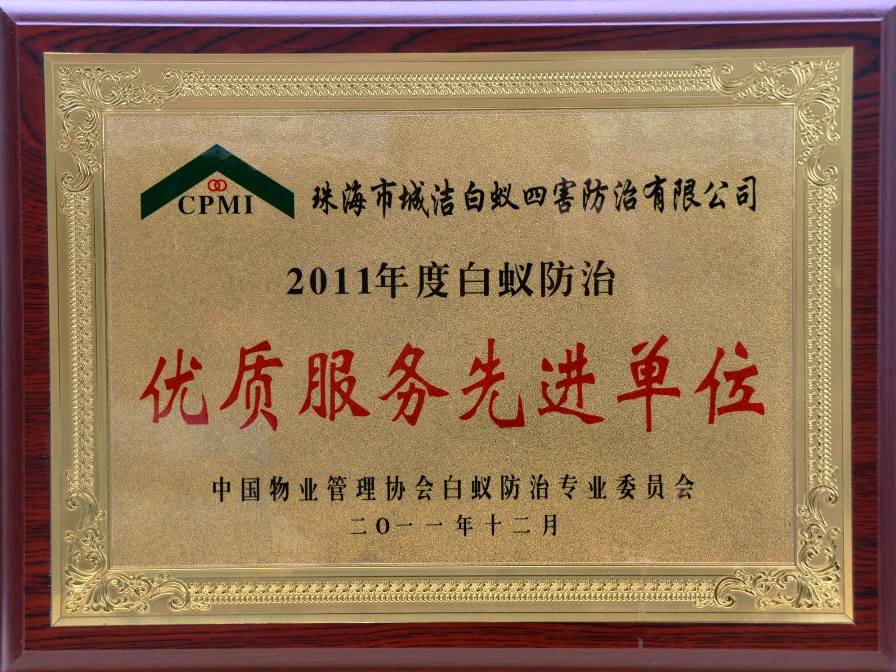 CPMI
珠海市城洁白蚁四害防治有限公司
2011年度白蚁防治
优质服务先进单位
中国物业管理协会白蚁防治专业委员会
二〇一一年十二月